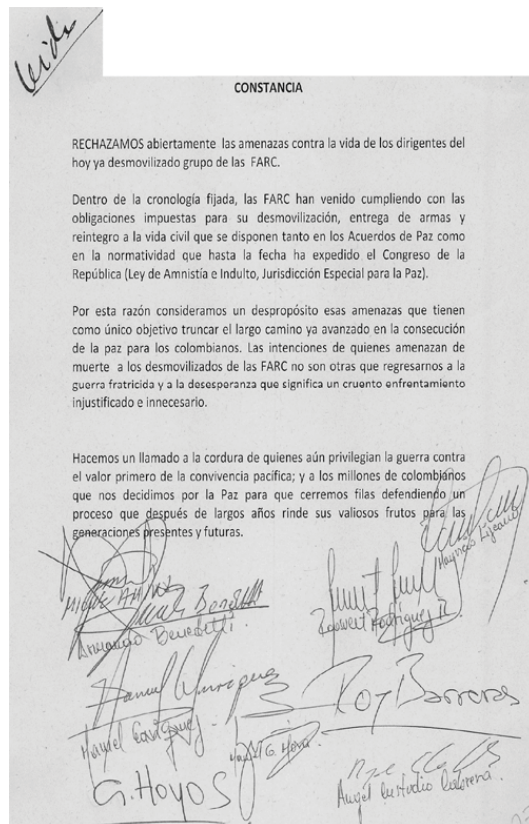 leida
CONSTANCIA
RECHAZAMOS abiertamente las amenazas contra la vida de los dirigentes del
hoy ya desmovilizado grupo de las FARC.
Dentro de la cronología fijada, las FARC han venido cumpliendo con las
obligaciones impuestas para su desmovilización, entrega de armas y
reintegro a la vida civil que se disponen tanto en los Acuerdos de Paz como
en la normatividad que hasta la fecha ha expedido el Congreso de la
República (Ley de Amnistía e Indulto, Jurisdicción Especial para la Paz).
Por esta razón consideramos un despropósito esas amenazas que tienen
como único objetivo truncar el largo camino ya avanzado en la consecución
de la paz para los colombianos. Las intenciones de quienes amenazan de
muerte a los desmovilizados de las FARC no son otras que regresarnos a la
guerra fratricida y a la desesperanza que significa un cruento enfrentamiento
injustificado e innecesario.
Hacemos un llamado a la cordura de quienes aún privilegian la guerra contra
el valor primero de la convivencia pacífica; y a los millones de colombianos
que nos decidimos por la Paz para que cerremos filas defendiendo un
proceso que después de largos años rinde sus valiosos frutos para las
generaciones presentes y futuras.
Mauricio Lizcano
Benedetti
Roosvelt Rodríguez R.
Armando Benedetti
Manuel Enriquez
Roy Barreras
G. Hoyos
Angel Custodio Cabrera